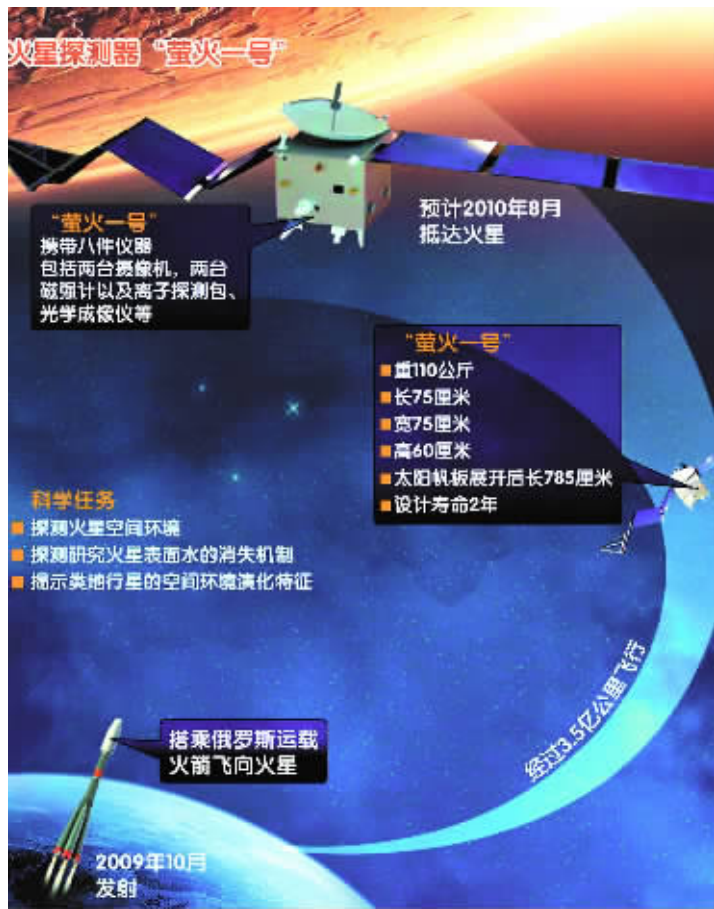 火星探测器“萤火一号”
预计2010年8月
抵达火星
“萤火一号”
携带八件仪器
包括两台摄像机，两台
磁强计以及离子探测包、
光学成像仪等
“萤火一号”
重110公斤
长75厘米
宽75厘米
高60厘米
太阳帆板展开后长785厘米
设计寿命2年
科学任务
探测火星空间环境
探测研究火星表面水的消失机制
揭示类地行星的空间环境演化特征
经过3.5亿公里飞行
搭乘俄罗斯运载
火箭飞向火星
2009年10月
发射